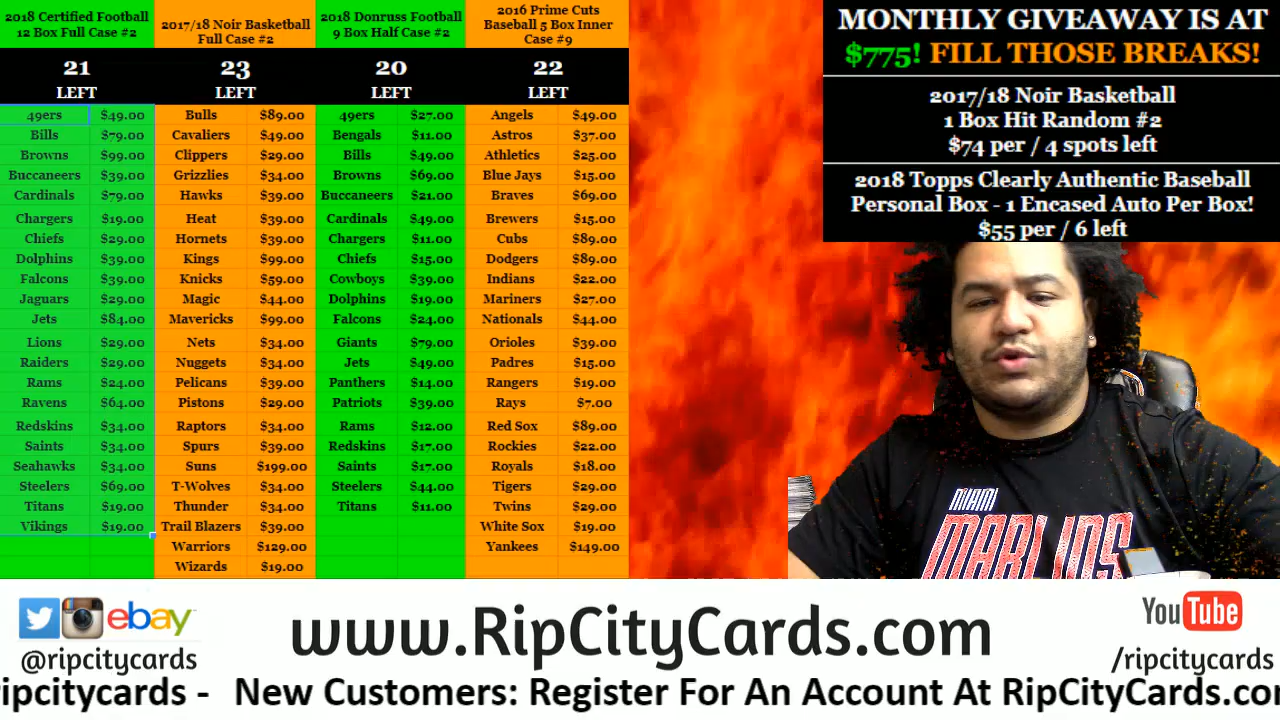 2018 Certified Football
12 Box Full Case #2
21
LEFT
49ers $49.00
Bills $79.00
Browns $99.00
Buccaneers $39.00
Cardinals $79.00
Chargers $19.00
Chiefs $29.00
Dolphins $39.00
Falcons $39.00
Jaguars $29.00
Jets $84.00
Lions $29.00
Raiders $29.00
Rams $24.00
Ravens $64.00
Redskins $34.00
Saints $34.00
Seahawks $34.00
Steelers $69.00
Titans $19.00
Vikings $19.00
2017/18 Noir Basketball
Full Case #2
23
LEFT
Bulls $89.00
Cavaliers $49.00
Clippers $29.00
Grizzlies $34.00
Hawks $39.00
Heat $39.00
Hornets $39.00
Kings $99.00
Knicks $59.00
Magic $44.00
Mavericks $99.00
Nets $34.00
Nuggets $34.00
Pelicans $39.00
Pistons $29.00
Raptors $34.00
Spurs $39.00
Suns $199.00
T-Wolves $34.00
Thunder $34.00
Trail Blazers $39.00
Warriors $129.00
Wizards $19.00
2018 Donruss Football
9 Box Half Case #2
20
LEFT
49ers $27.00
Bengals $11.00
Bills $49.00
Browns $69.00
Buccaneers $21.00
Cardinals $49.00
Chargers $11.00
Chiefs $15.00
Cowboys $39.00
Dolphins $19.00
Falcons $24.00
Giants $79.00
Jets $49.00
Panthers $14.00
Patriots $39.00
Rams $12.00
Redskins $17.00
Saints $17.00
Steelers $44.00
Titans $11.00
2016 Prime Cuts
Baseball 5 Box Inner
Case #9
22
LEFT
Angels $49.00
Astros $37.00
Athletics $25.00
Blue Jays $15.00
Braves $69.00
Brewers $15.00
Cubs $89.00
Dodgers $89.00
Indians $22.00
Mariners $27.00
Nationals $44.00
Orioles $39.00
Padres $15.00
Rangers $19.00
Rays $7.00
Red Sox $89.00
Rockies $22.00
Royals $18.00
Tigers $29.00
Twins $29.00
White Sox $19.00
Yankees $149.00
MONTHLY GIVEAWAY IS AT
$775! FILL THOSE BREAKS!
2017/18 Noir Basketball
1 Box Hit Random #2
$74 per / 4 spots left
2018 Topps Clearly Authentic Baseball
Personal Box - 1 Encased Auto Per Box!
$55 per / 6 left
MIAMI
MARLINS
ebay
@ripcitycards
www.RipCityCards.com
YouTube
/ripcitycards
ripcitycards - New Customers: Register For An Account At RipCityCards.com